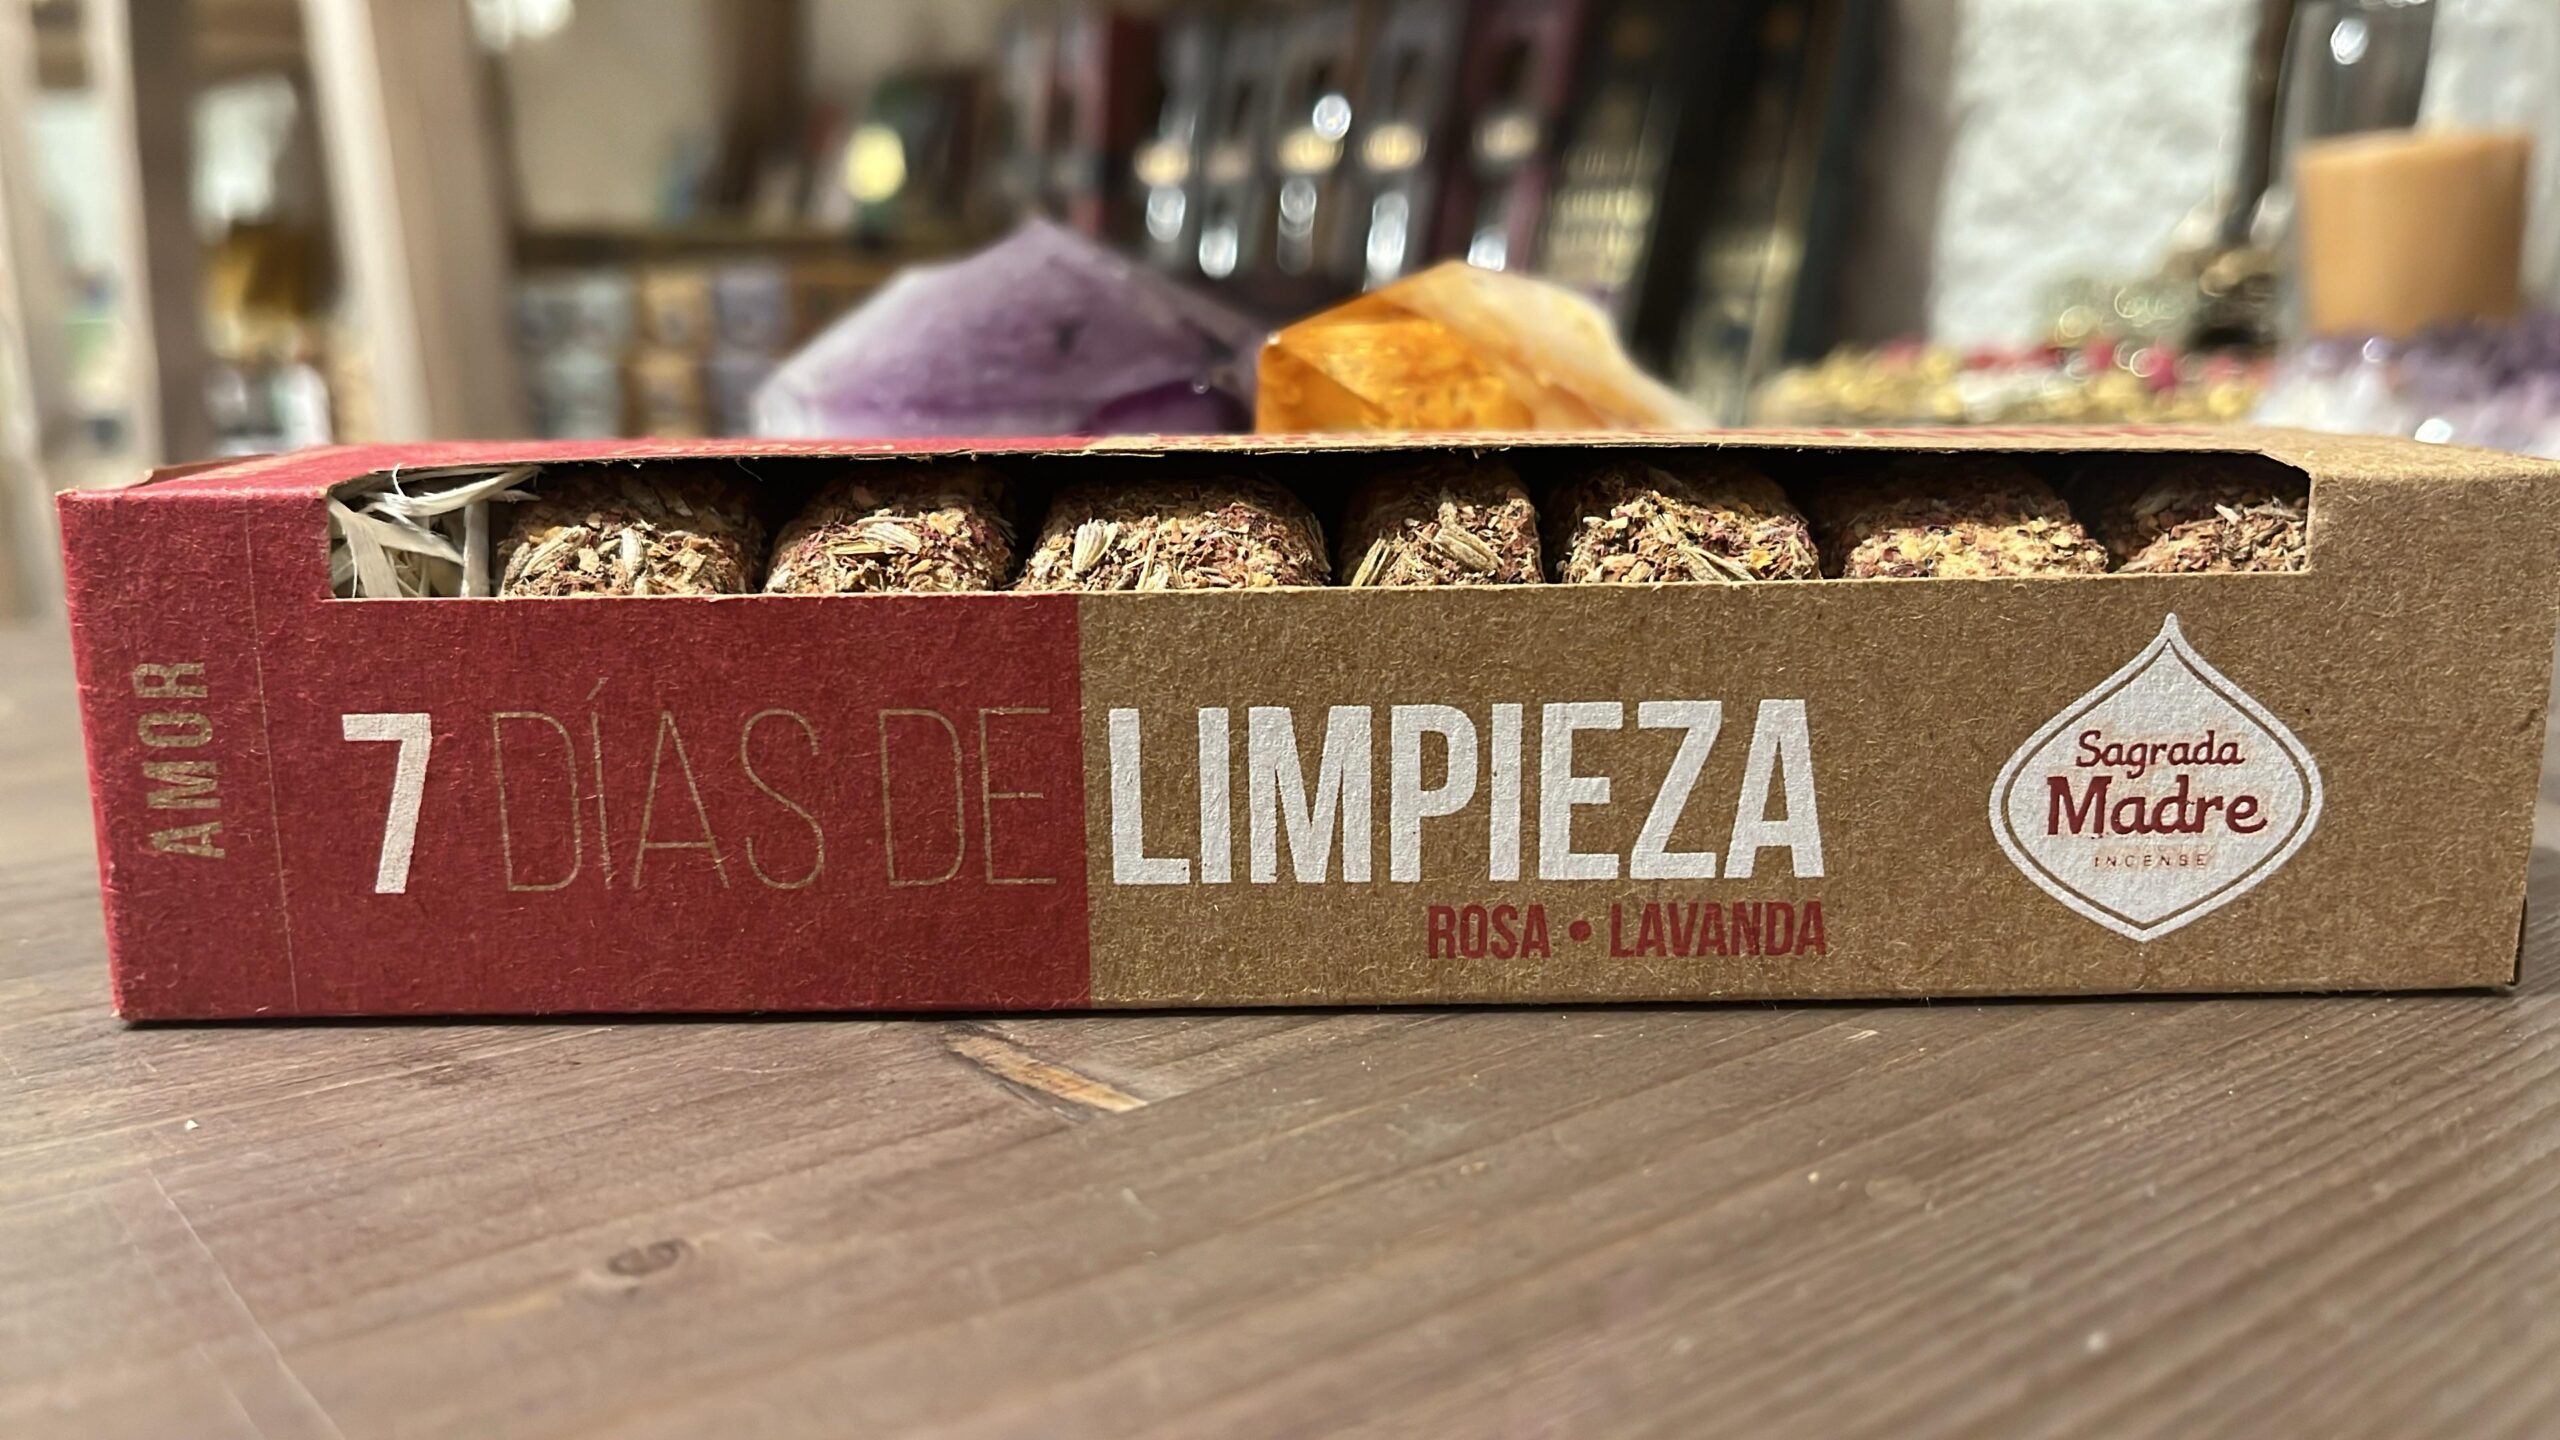 AMOR
7 DÍAS DE LIMPIEZA
ROSA • LAVANDA
Sagrada
Madre
INCENSE